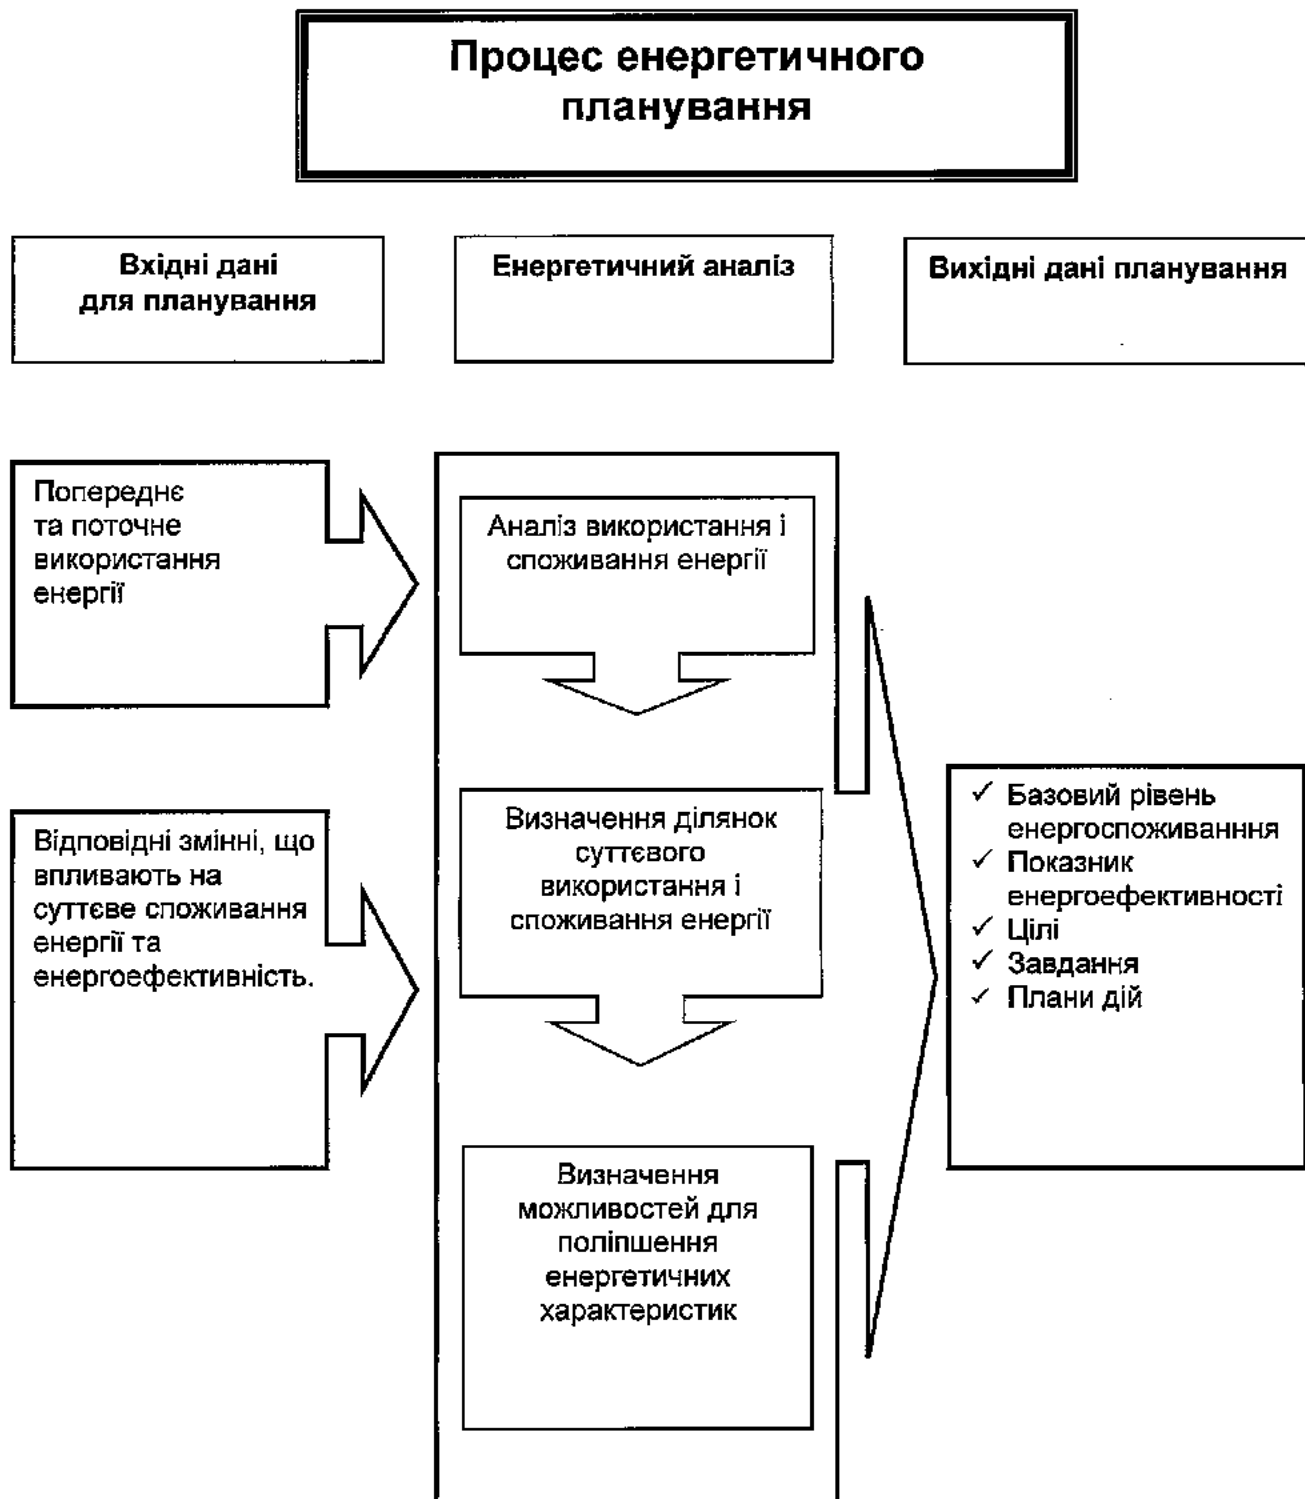 Процес енергетичного
планування
Вхідні дані
для планування
Енергетичний аналіз
Вихідні дані планування
Попереднє
та поточне
використання
енергії
Відповідні змінні, що
впливають на
суттєве споживання
енергії та
енергоефективність.
Аналіз використання і
споживання енергії
Визначення ділянок
суттєвого
використання і
споживання енергії
Визначення
можливостей для
поліпшення
енергетичних
характеристик
✓ Базовий рівень
енергоспоживанння
✓ Показник
енергоефективності
✓ Цілі
✓ Завдання
✓ Плани дій